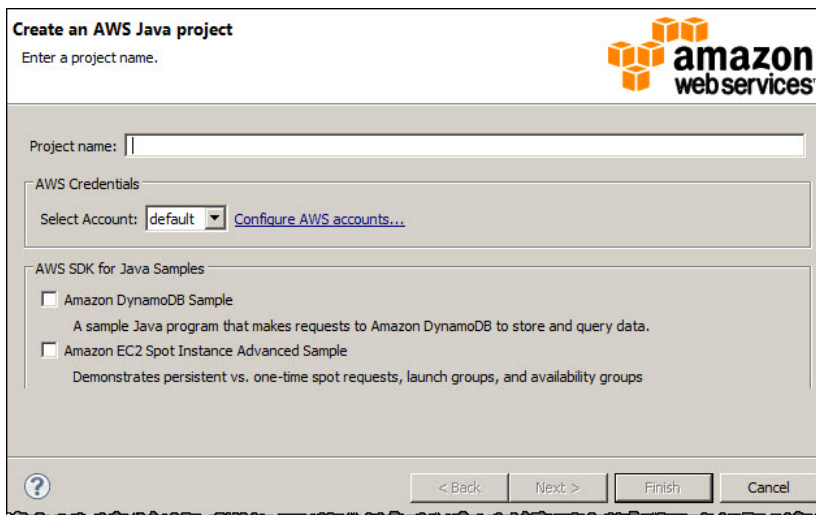 Create an AWS Java project
Enter a project name.
amazon
webservices
Project name:
AWS Credentials
Select Account: default Configure AWS accounts...
AWS SDK for Java Samples
Amazon DynamoDB Sample
A sample Java program that makes requests to Amazon DynamoDB to store and query data.
Amazon EC2 Spot Instance Advanced Sample
Demonstrates persistent vs. one-time spot requests, launch groups, and availability groups
? < Back Next > Finish Cancel